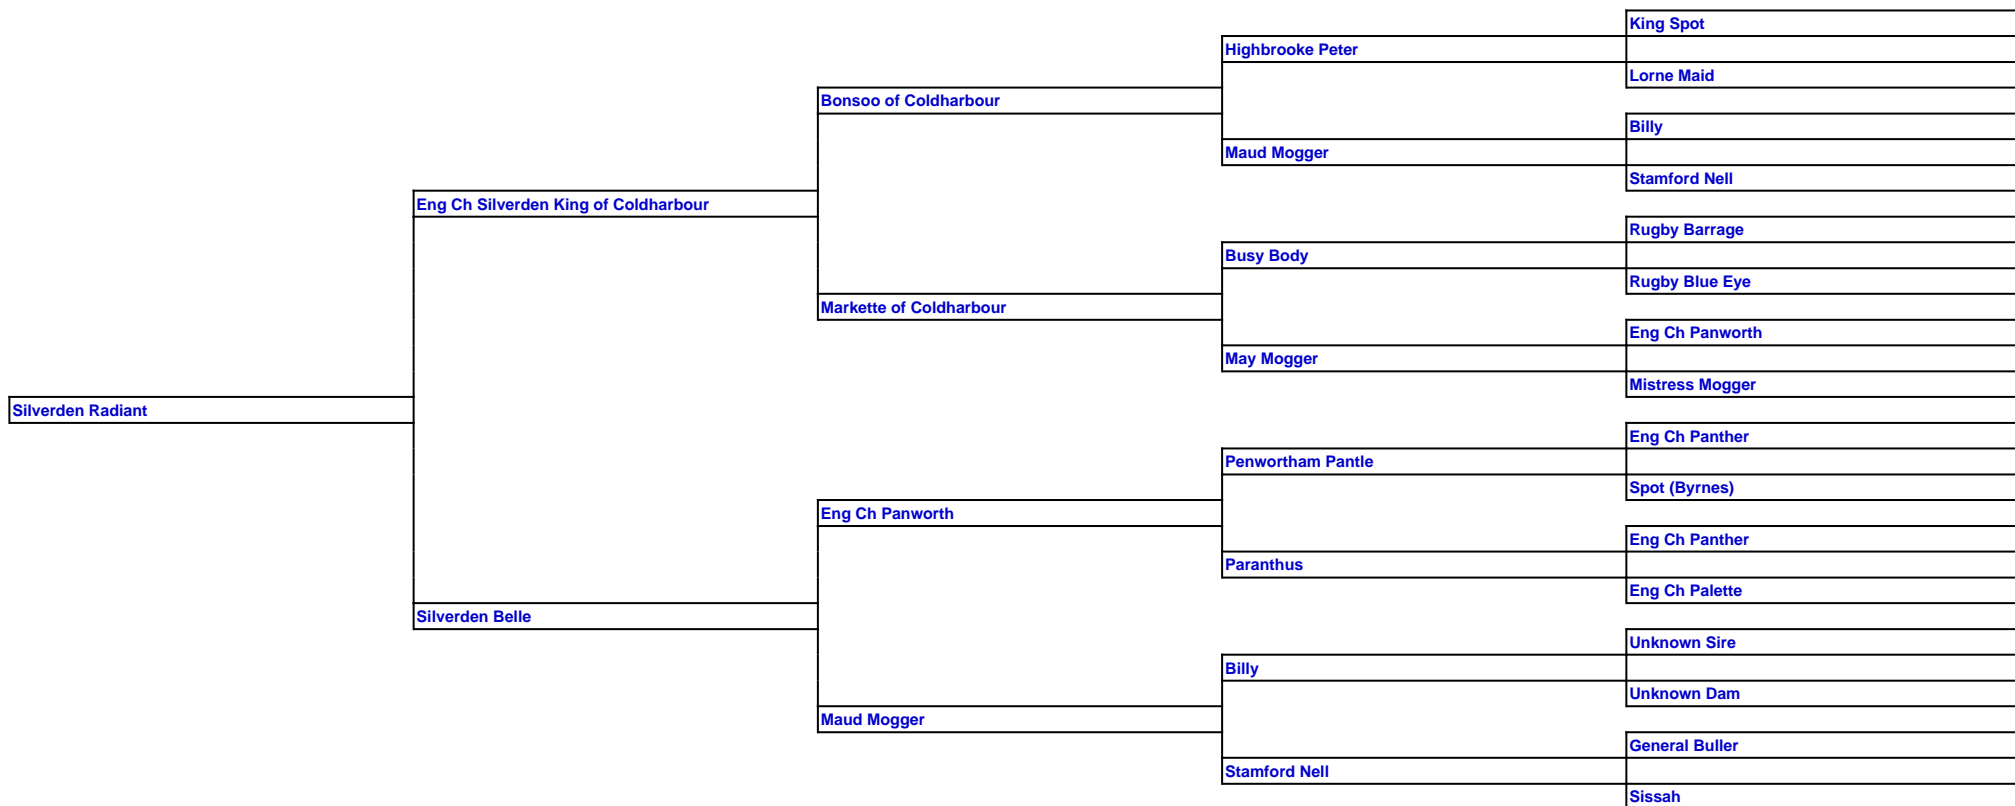 King Spot
Highbrooke Peter
Lorne Maid
Bonsoo of Coldharbour
Billy
Maud Mogger
Stamford Nell
Eng Ch Silverden King of Coldharbour
Rugby Barrage
Busy Body
Rugby Blue Eye
Markette of Coldharbour
Eng Ch Panworth
May Mogger
Mistress Mogger
Silverden Radiant
Eng Ch Panther
Penwortham Pantle
Spot (Byrnes)
Eng Ch Panworth
Eng Ch Panther
Paranthus
Eng Ch Palette
Silverden Belle
Unknown Sire
Billy
Unknown Dam
Maud Mogger
General Buller
Stamford Nell
Sissah